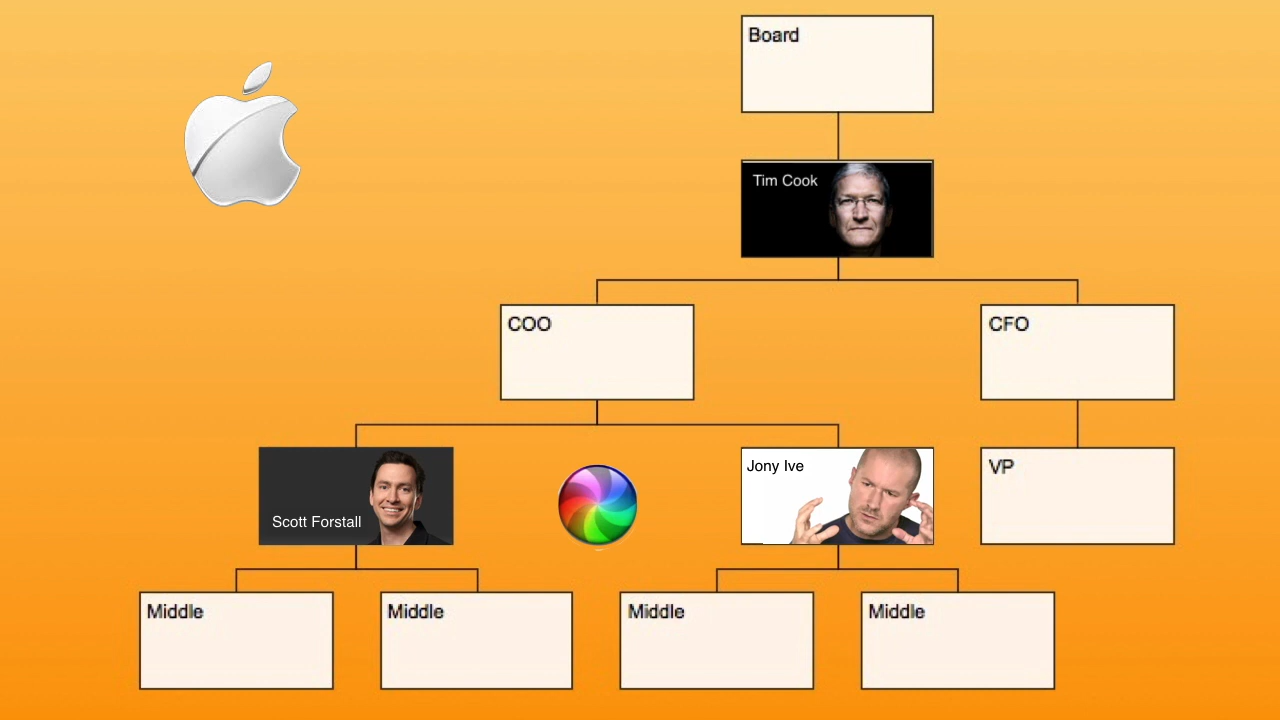 Board
Tim Cook
COO
CFO
Scott Forstall
Jony Ive
VP
Middle
Middle
Middle
Middle